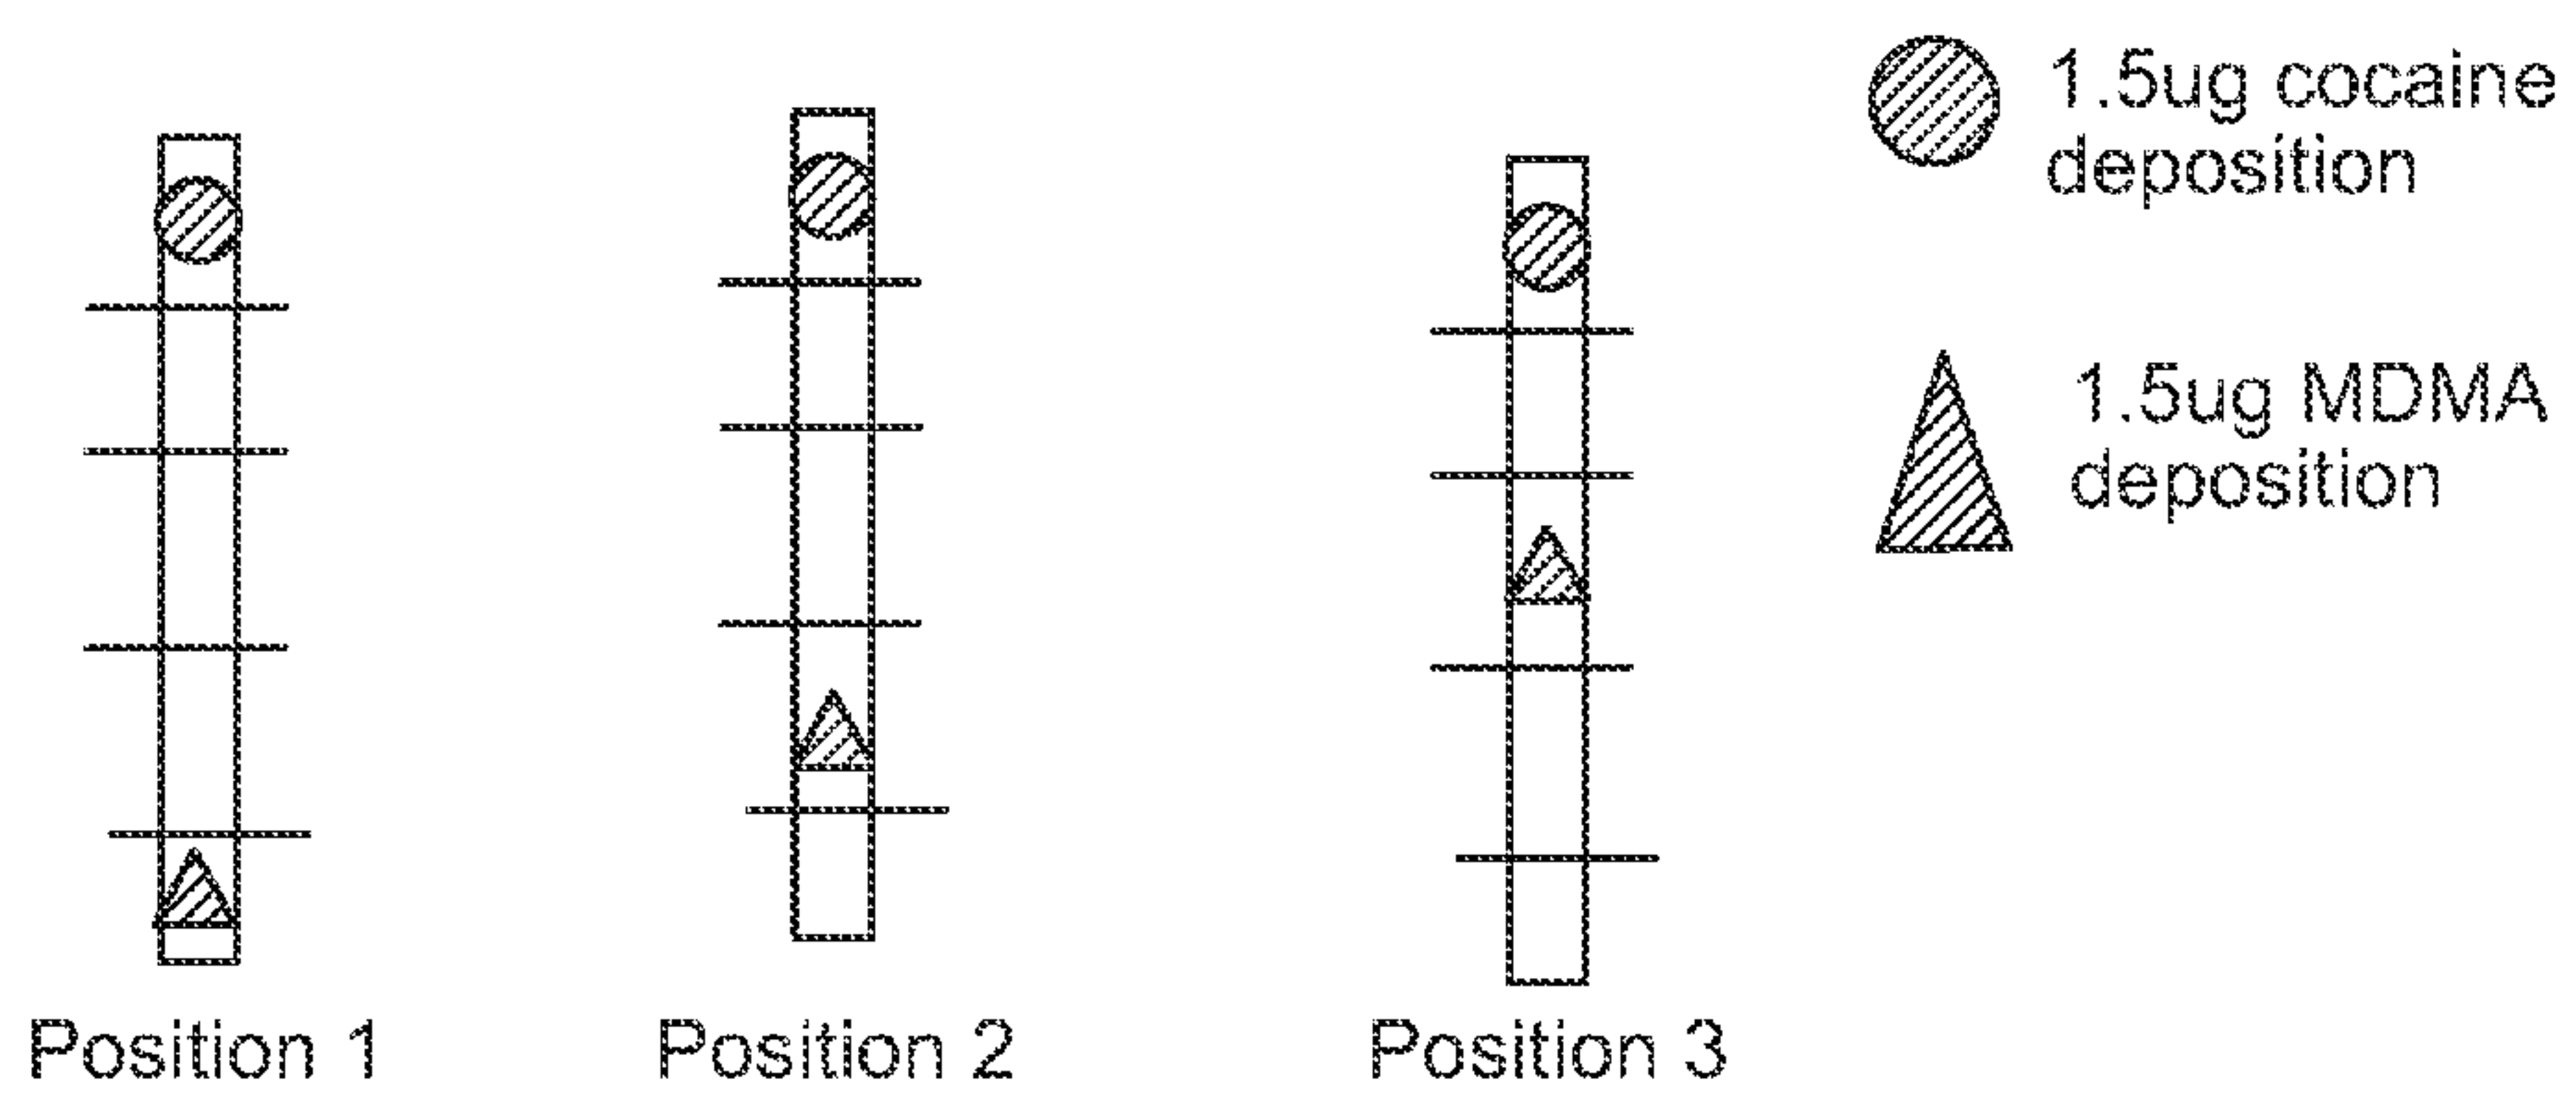 1.5ug cocaine
deposition
1.5ug MDMA
deposition
Position 1
Position 2
Position 3